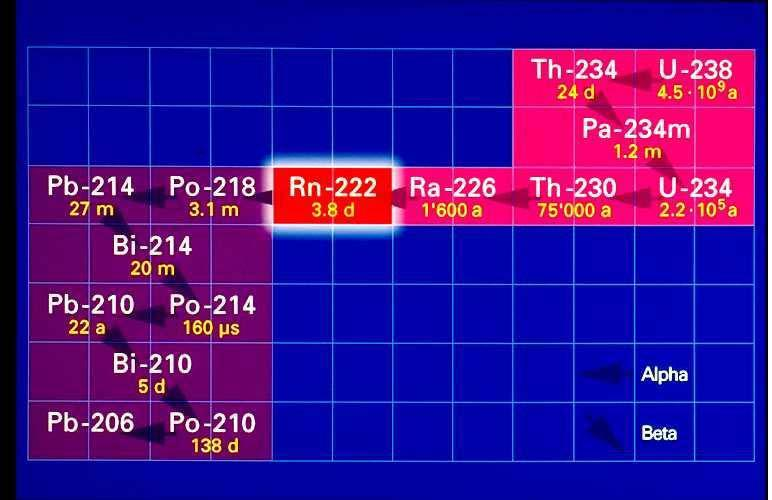 Th-234 U-238
24 d 4.5 · 10⁹ a
Pa-234m
1.2 m
Pb-214 Po-218 Rn-222 Ra-226 Th-230 U-234
27 m 3.1 m 3.8 d 1'600 a 75'000 a 2.2 · 10⁵ a
Bi-214
20 m
Pb-210 Po-214
22 a 160 µs
Bi-210
5 d
Alpha
Pb-206 Po-210
138 d
Beta